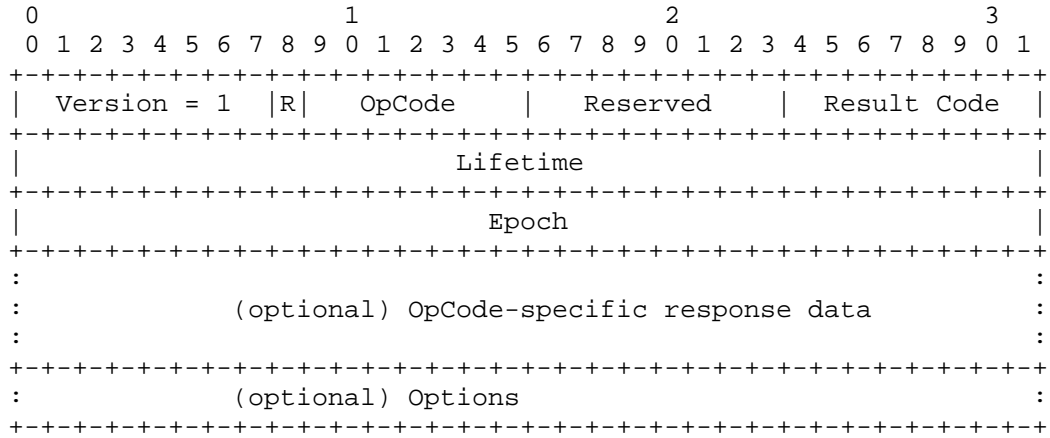 0                   1                   2                   3
 0 1 2 3 4 5 6 7 8 9 0 1 2 3 4 5 6 7 8 9 0 1 2 3 4 5 6 7 8 9 0 1
+-+-+-+-+-+-+-+-+-+-+-+-+-+-+-+-+-+-+-+-+-+-+-+-+-+-+-+-+-+-+-+-+
|  Version = 1  |R|   OpCode    |   Reserved    |  Result Code  |
+-+-+-+-+-+-+-+-+-+-+-+-+-+-+-+-+-+-+-+-+-+-+-+-+-+-+-+-+-+-+-+-+
|                           Lifetime                            |
+-+-+-+-+-+-+-+-+-+-+-+-+-+-+-+-+-+-+-+-+-+-+-+-+-+-+-+-+-+-+-+-+
|                             Epoch                             |
+-+-+-+-+-+-+-+-+-+-+-+-+-+-+-+-+-+-+-+-+-+-+-+-+-+-+-+-+-+-+-+-+
:                                                               :
:             (optional) OpCode-specific response data          :
:                                                               :
+-+-+-+-+-+-+-+-+-+-+-+-+-+-+-+-+-+-+-+-+-+-+-+-+-+-+-+-+-+-+-+-+
:             (optional) Options                                :
+-+-+-+-+-+-+-+-+-+-+-+-+-+-+-+-+-+-+-+-+-+-+-+-+-+-+-+-+-+-+-+-+